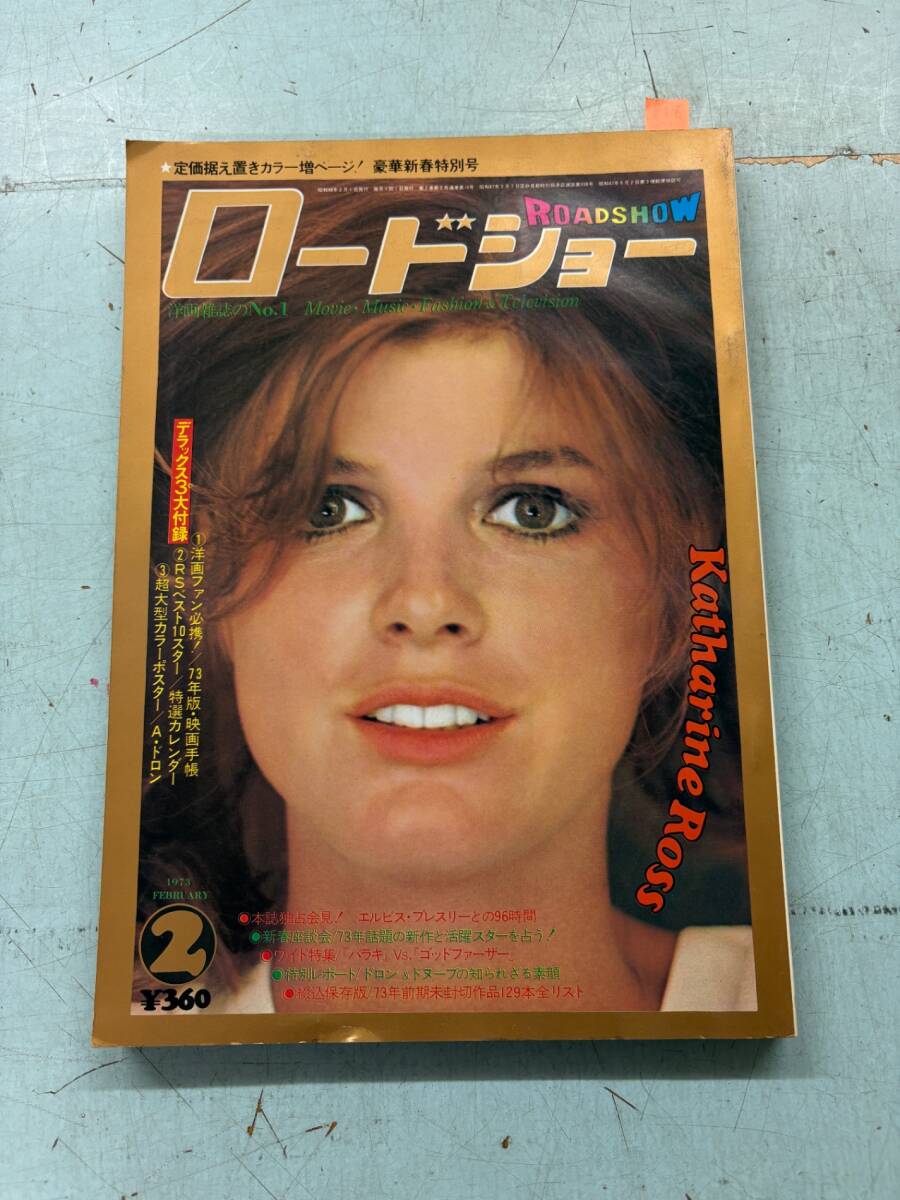 ★定価据え置きカラー増ページ! 豪華新春特別号
ROADSHOW
ロードショー
洋画雑誌のNo.1 Movie・Music・Fashion & Television
デラックス3大付録
①洋画ファン必携!/73年版・映画手帳
②RSベスト10スター/特選カレンダー
③超大型カラーポスター/A・ドロン
Katharine Ross
1973
FEBRUARY
2
¥360
●本誌独占会見! エルビス・プレスリーとの96時間
●新春座談会/73年話題の新作と活躍スターを占う!
●ワイド特集/「バラキ」Vs.「ゴッドファーザー」
●特別レポート/ドロン&ドヌーブの知られざる素顔
●綴込保存版/73年前期未封切作品129本全リスト